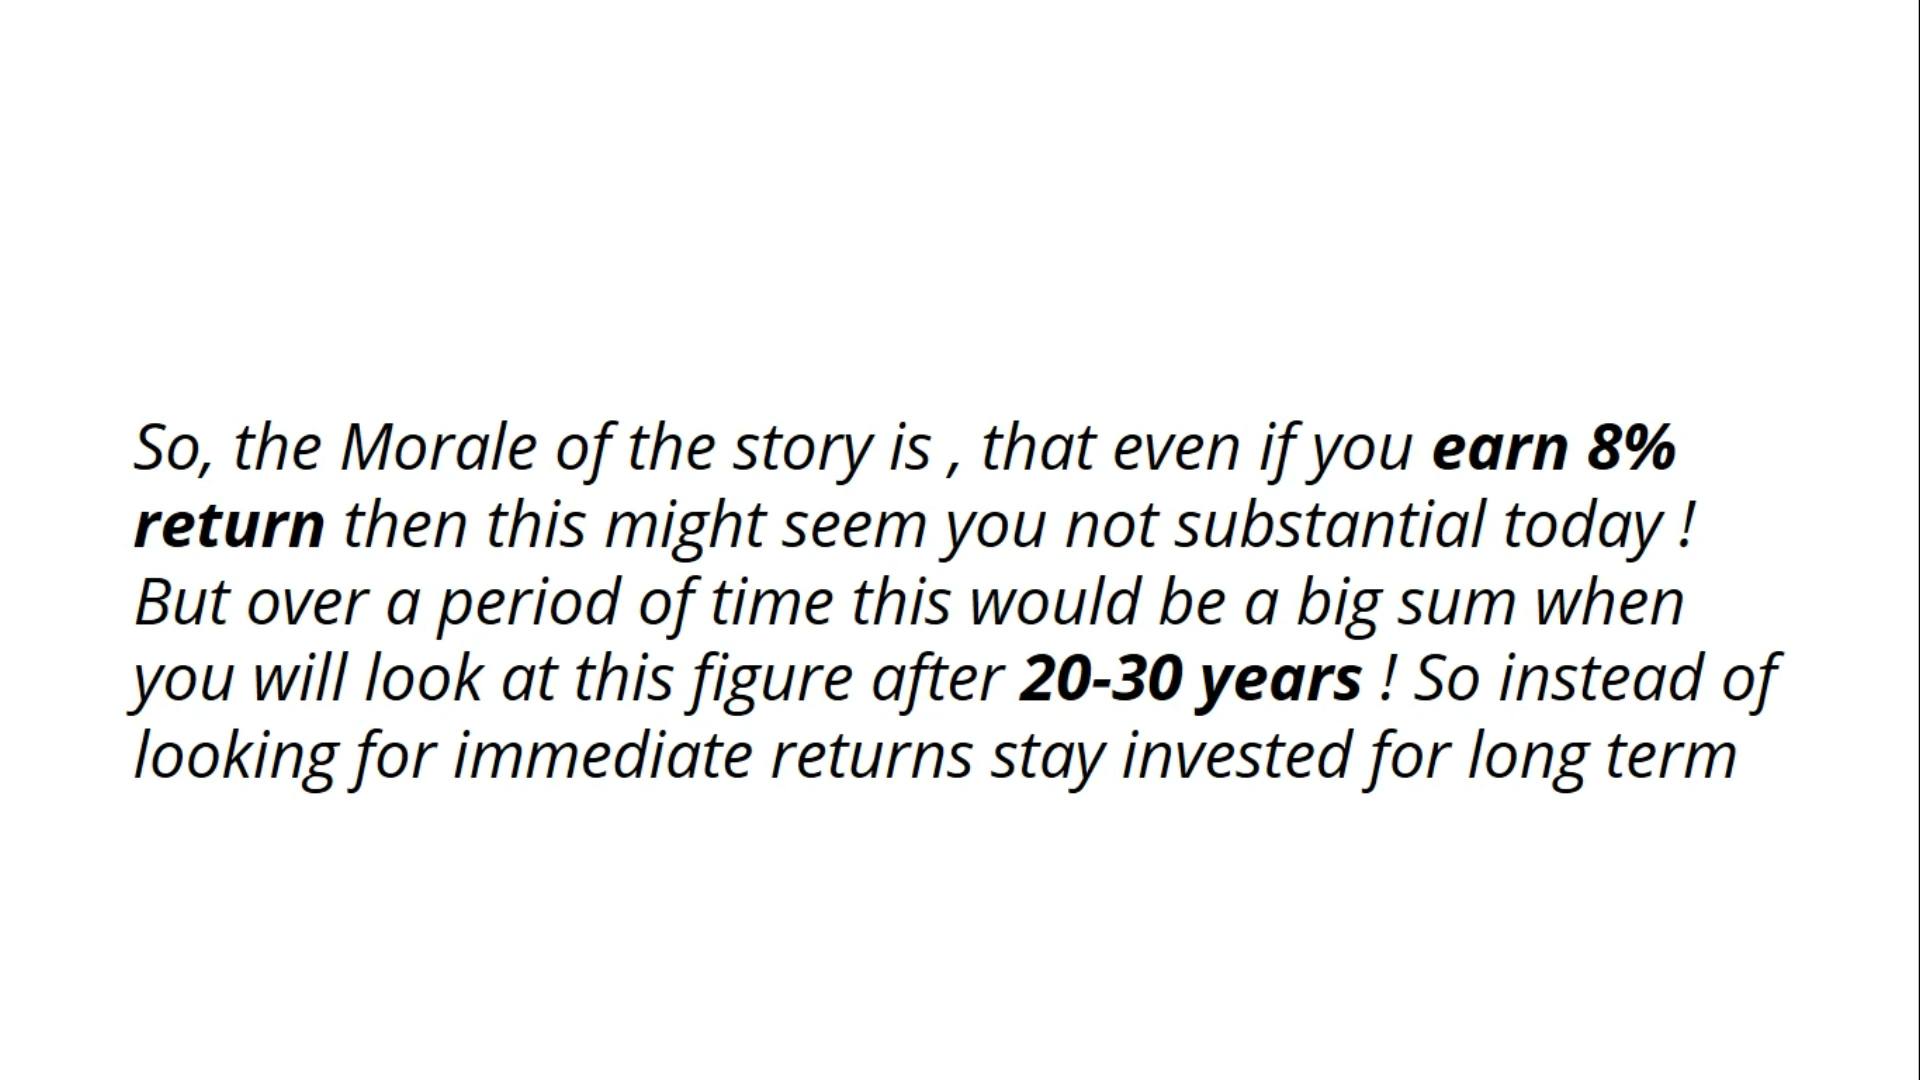 So, the Morale of the story is , that even if you earn 8%
return then this might seem you not substantial today !
But over a period of time this would be a big sum when
you will look at this figure after 20-30 years ! So instead of
looking for immediate returns stay invested for long term